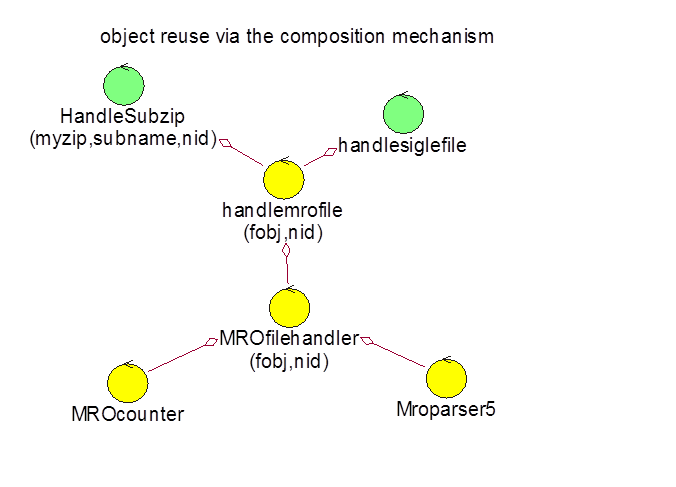 object reuse via the composition mechanism
HandleSubzip
(myzip,subname,nid)
handlesiglefile
handlemrofile
(fobj,nid)
MROfilehandler
(fobj,nid)
MROcounter
Mroparser5